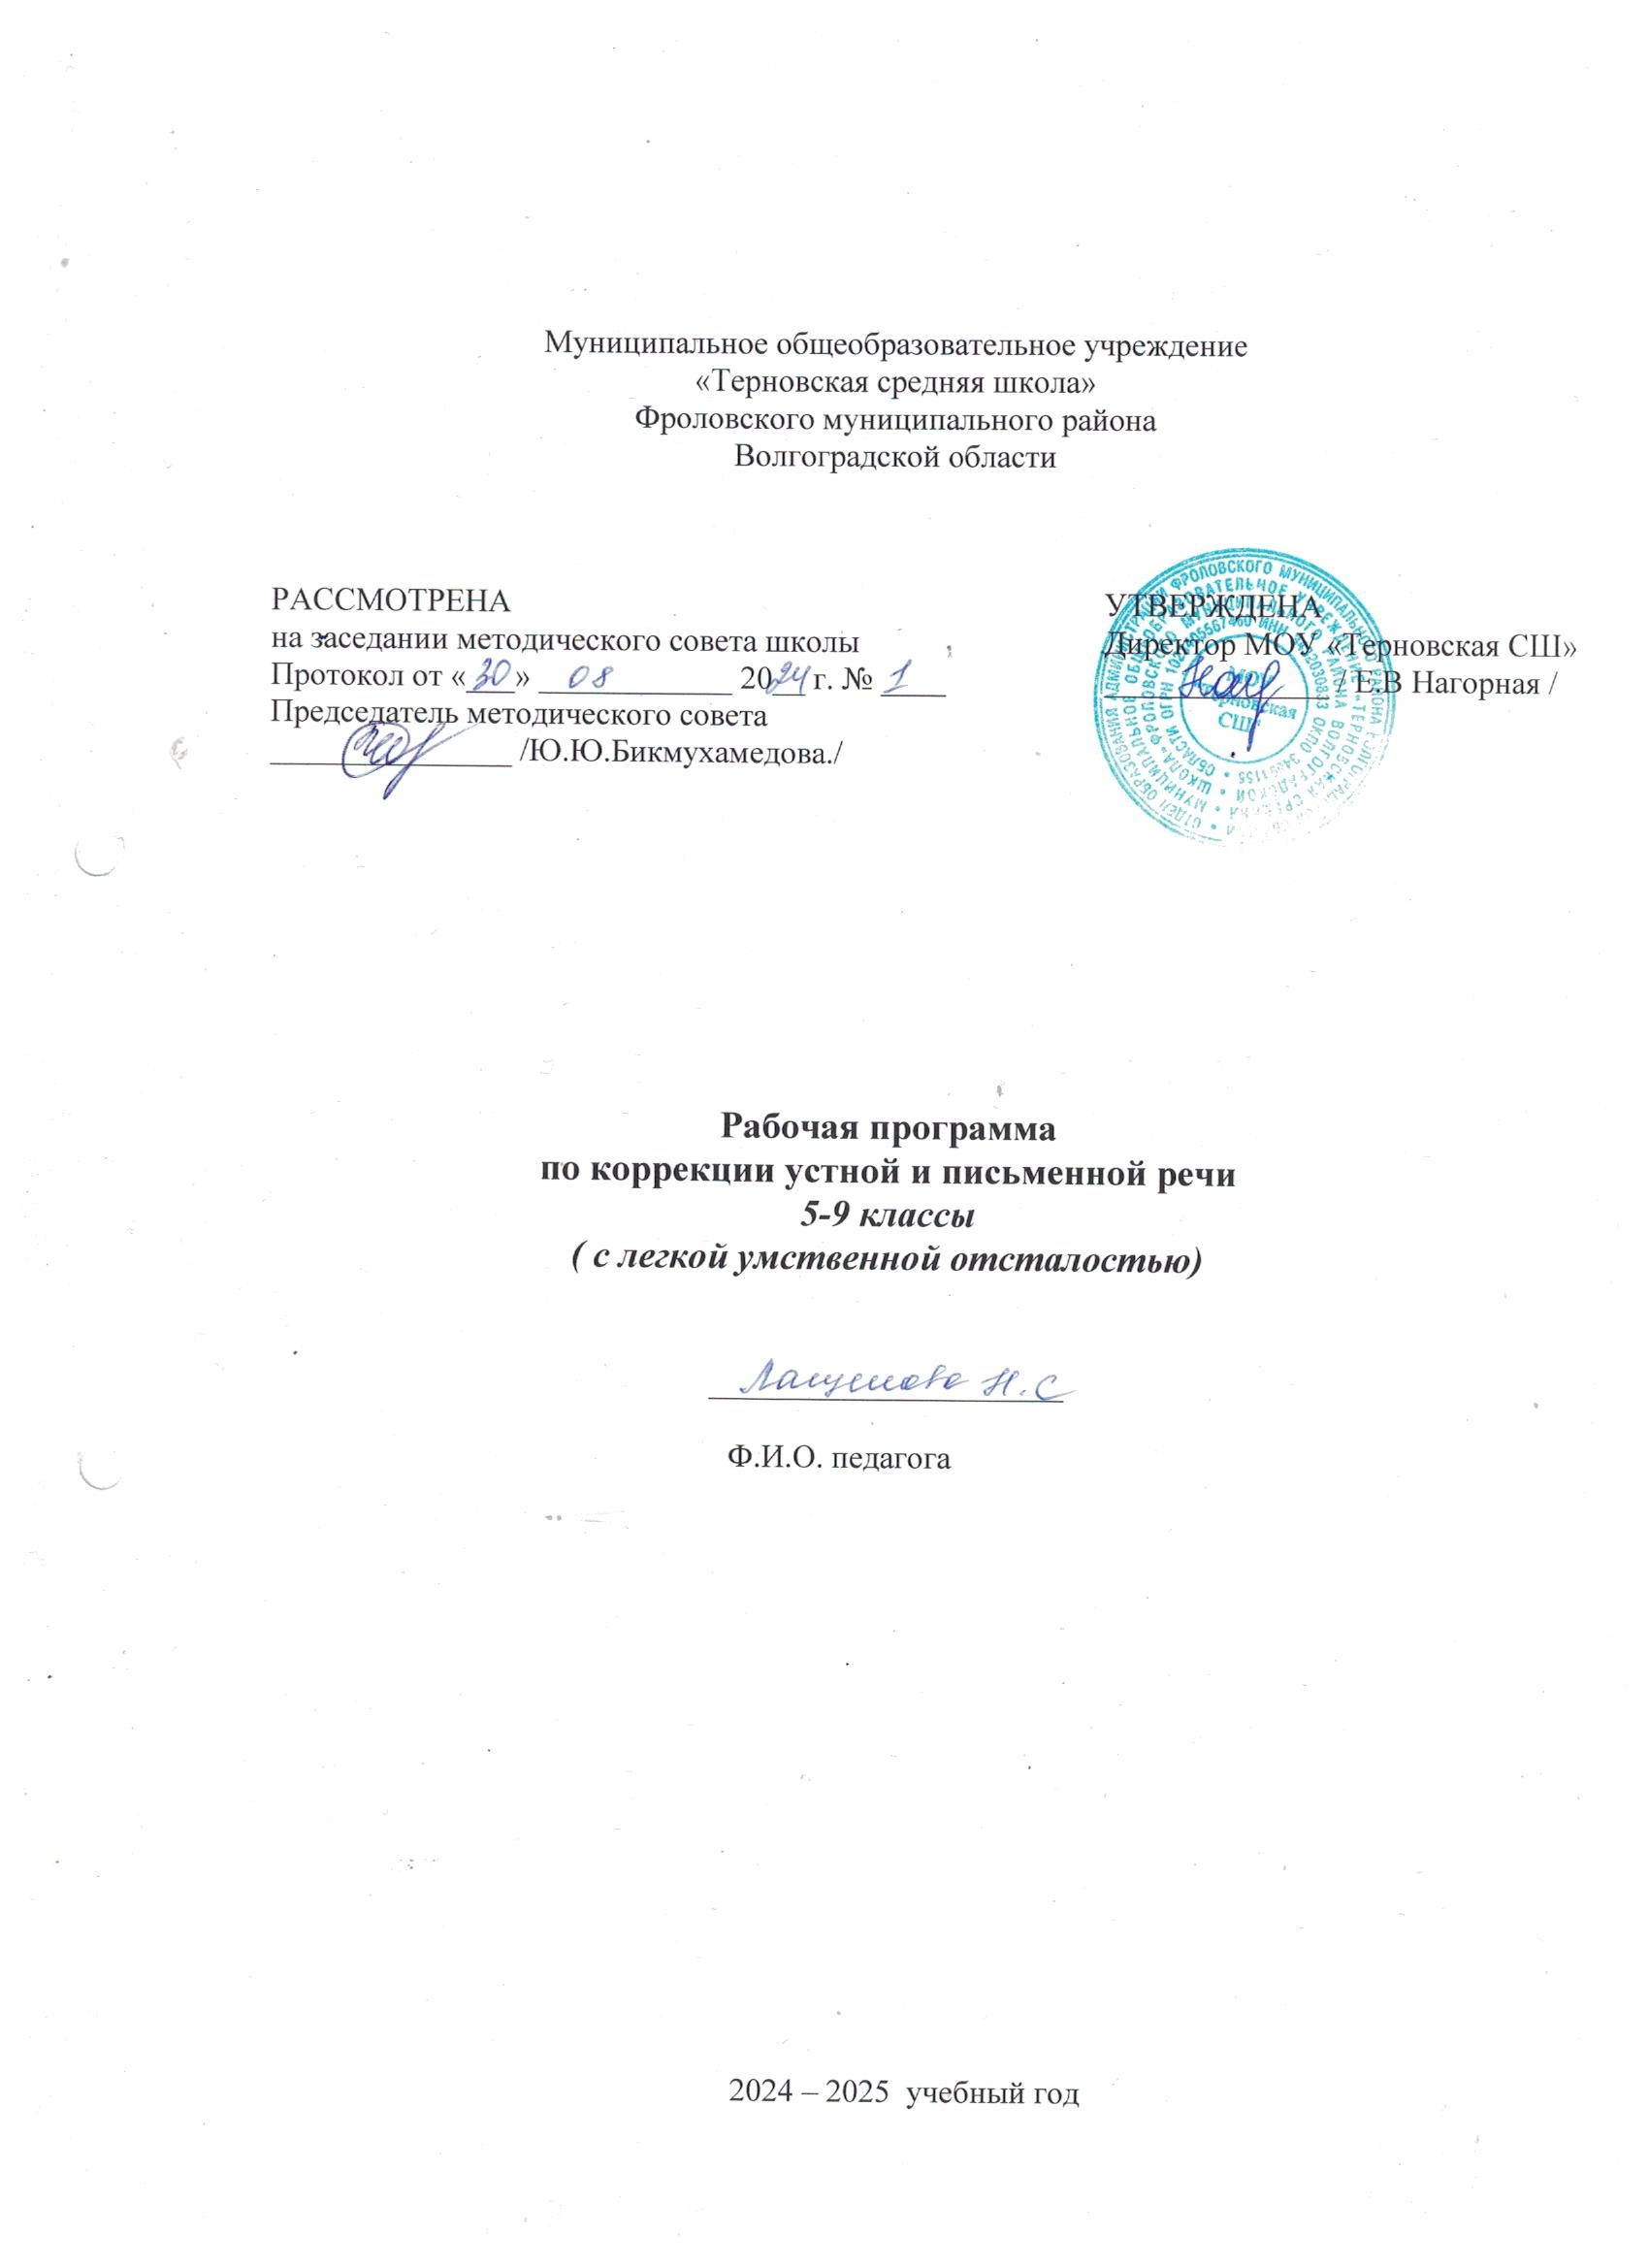 Муниципальное общеобразовательное учреждение
«Терновская средняя школа»
Фроловского муниципального района
Волгоградской области
РАССМОТРЕНА
на заседании методического совета школы
Протокол от «30» 08 2024 г. № 1
Председатель методического совета
/Ю.Ю.Бикмухамедова./
УТВЕРЖДЕНА
Директор МОУ «Терновская СШ»
/ Е.В Нагорная /
Рабочая программа
по коррекции устной и письменной речи
5-9 классы
( с легкой умственной отсталостью)
Н.С
Ф.И.О. педагога
2024 – 2025 учебный год